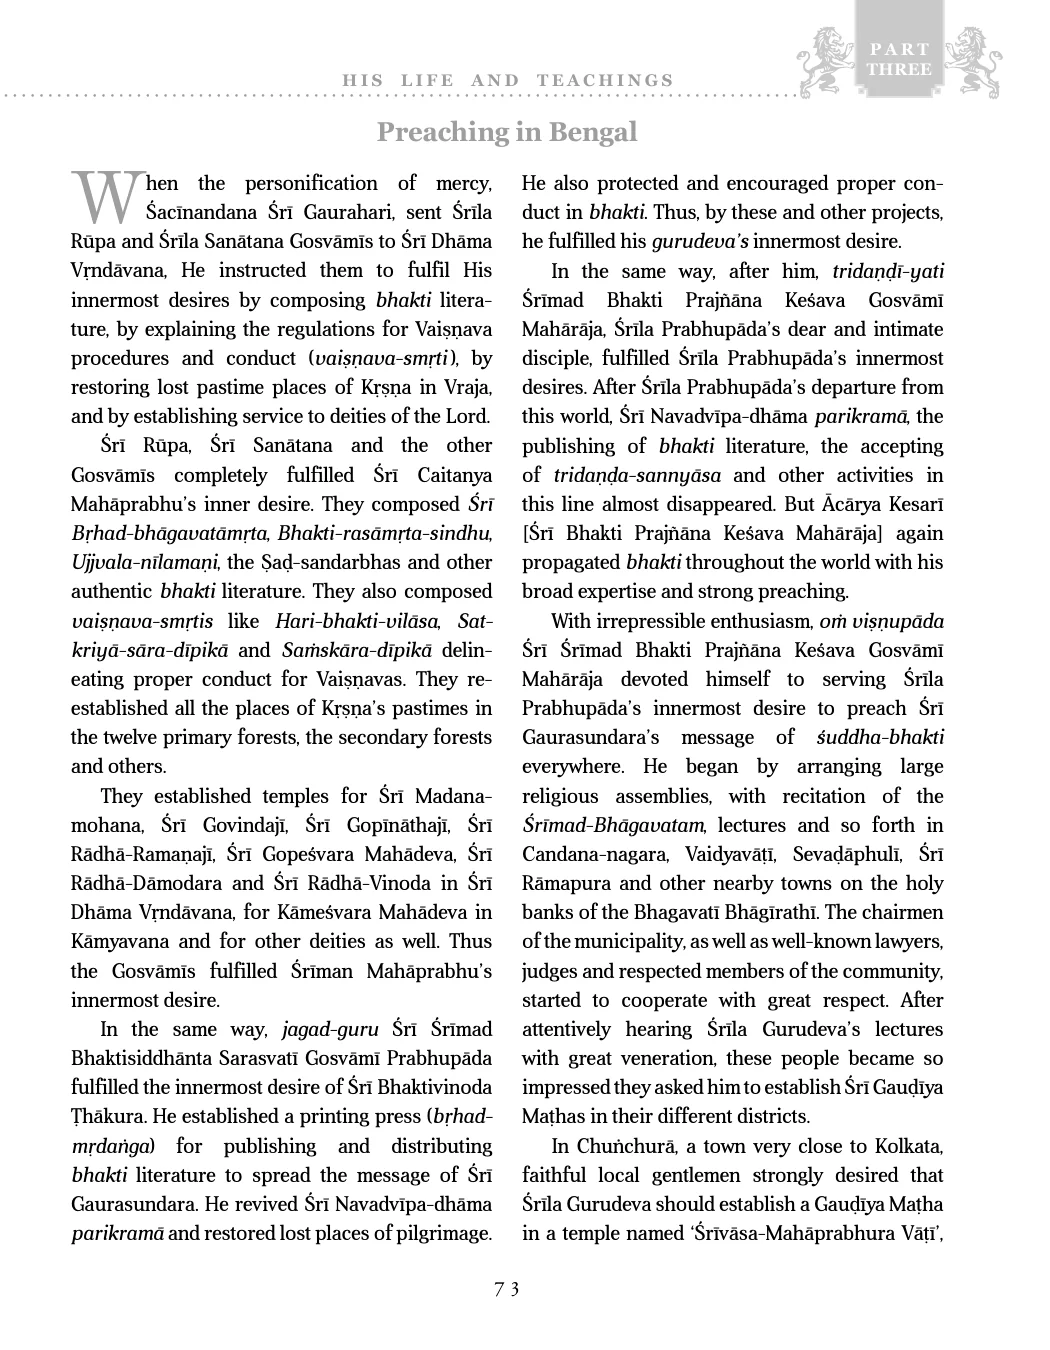 PART
THREE
HIS LIFE AND TEACHINGS
Preaching in Bengal
When the personification of mercy,
Śacīnandana Śrī Gaurahari, sent Śrīla
Rūpa and Śrīla Sanātana Gosvāmīs to Śrī Dhāma
Vṛndāvana, He instructed them to fulfil His
innermost desires by composing bhakti litera-
ture, by explaining the regulations for Vaiṣṇava
procedures and conduct (vaiṣṇava-smṛti), by
restoring lost pastime places of Kṛṣṇa in Vraja,
and by establishing service to deities of the Lord.
Śrī Rūpa, Śrī Sanātana and the other
Gosvāmīs completely fulfilled Śrī Caitanya
Mahāprabhu’s inner desire. They composed Śrī
Bṛhad-bhāgavatāmṛta, Bhakti-rasāmṛta-sindhu,
Ujjvala-nīlamaṇi, the Ṣaḍ-sandarbhas and other
authentic bhakti literature. They also composed
vaiṣṇava-smṛtis like Hari-bhakti-vilāsa, Sat-
kriyā-sāra-dīpikā and Saṁskāra-dīpikā delin-
eating proper conduct for Vaiṣṇavas. They re-
established all the places of Kṛṣṇa’s pastimes in
the twelve primary forests, the secondary forests
and others.
They established temples for Śrī Madana-
mohana, Śrī Govindajī, Śrī Gopīnāthajī, Śrī
Rādhā-Ramaṇajī, Śrī Gopeśvara Mahādeva, Śrī
Rādhā-Dāmodara and Śrī Rādhā-Vinoda in Śrī
Dhāma Vṛndāvana, for Kāmeśvara Mahādeva in
Kāmyavana and for other deities as well. Thus
the Gosvāmīs fulfilled Śrīman Mahāprabhu’s
innermost desire.
In the same way, jagad-guru Śrī Śrīmad
Bhaktisiddhānta Sarasvatī Gosvāmī Prabhupāda
fulfilled the innermost desire of Śrī Bhaktivinoda
Ṭhākura. He established a printing press (bṛhad-
mṛdaṅga) for publishing and distributing
bhakti literature to spread the message of Śrī
Gaurasundara. He revived Śrī Navadvīpa-dhāma
parikramā and restored lost places of pilgrimage.
He also protected and encouraged proper con-
duct in bhakti. Thus, by these and other projects,
he fulfilled his gurudeva’s innermost desire.
In the same way, after him, tridaṇḍī-yati
Śrīmad Bhakti Prajñāna Keśava Gosvāmī
Mahārāja, Śrīla Prabhupāda’s dear and intimate
disciple, fulfilled Śrīla Prabhupāda’s innermost
desires. After Śrīla Prabhupāda’s departure from
this world, Śrī Navadvīpa-dhāma parikramā, the
publishing of bhakti literature, the accepting
of tridaṇḍa-sannyāsa and other activities in
this line almost disappeared. But Ācārya Kesarī
[Śrī Bhakti Prajñāna Keśava Mahārāja] again
propagated bhakti throughout the world with his
broad expertise and strong preaching.
With irrepressible enthusiasm, oṁ viṣṇupāda
Śrī Śrīmad Bhakti Prajñāna Keśava Gosvāmī
Mahārāja devoted himself to serving Śrīla
Prabhupāda’s innermost desire to preach Śrī
Gaurasundara’s message of śuddha-bhakti
everywhere. He began by arranging large
religious assemblies, with recitation of the
Śrīmad-Bhāgavatam, lectures and so forth in
Candana-nagara, Vaidyavāṭī, Sevaḍāphulī, Śrī
Rāmapura and other nearby towns on the holy
banks of the Bhagavatī Bhāgīrathī. The chairmen
of the municipality, as well as well-known lawyers,
judges and respected members of the community,
started to cooperate with great respect. After
attentively hearing Śrīla Gurudeva’s lectures
with great veneration, these people became so
impressed they asked him to establish Śrī Gauḍīya
Maṭhas in their different districts.
In Chuṅchurā, a town very close to Kolkata,
faithful local gentlemen strongly desired that
Śrīla Gurudeva should establish a Gauḍīya Maṭha
in a temple named ‘Śrīvāsa-Mahāprabhura Vāṭī’,
73